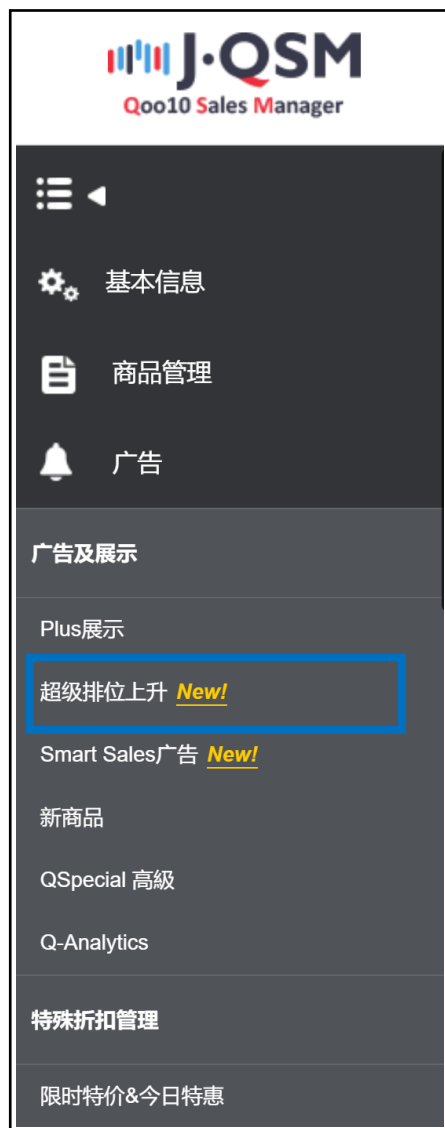 J·QSM
Qoo10 Sales Manager
基本信息
商品管理
广告
广告及展示
Plus展示
超级排位上升 New!
Smart Sales广告 New!
新商品
QSpecial 高級
Q-Analytics
特殊折扣管理
限时特价&今日特惠